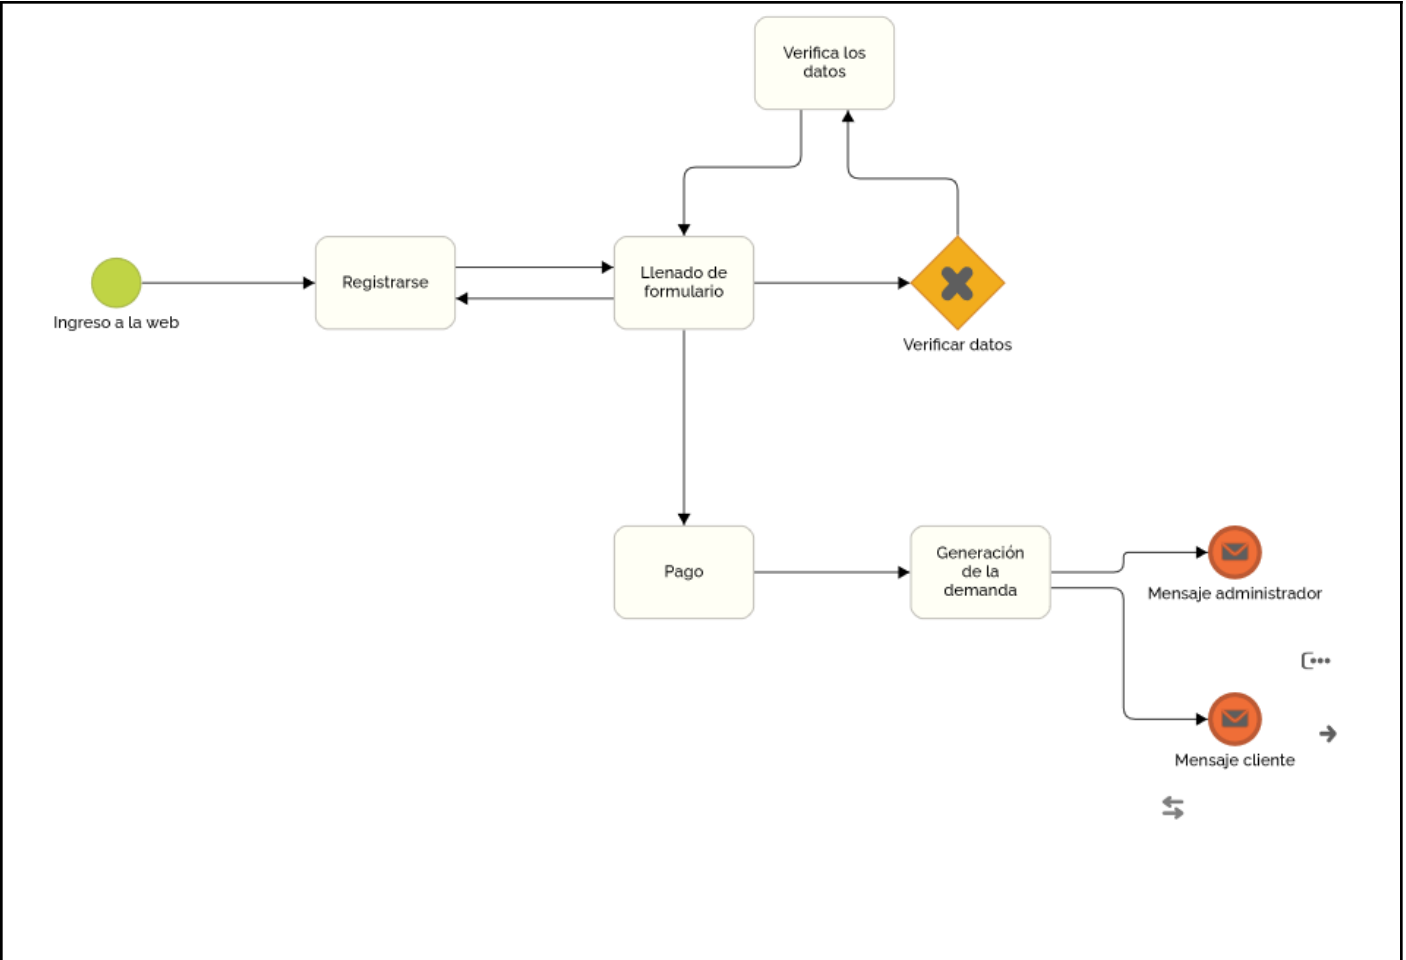 Verifica los
datos
Ingreso a la web
Registrarse
Llenado de
formulario
Verificar datos
Pago
Generación
de la
demanda
Mensaje administrador
Mensaje cliente